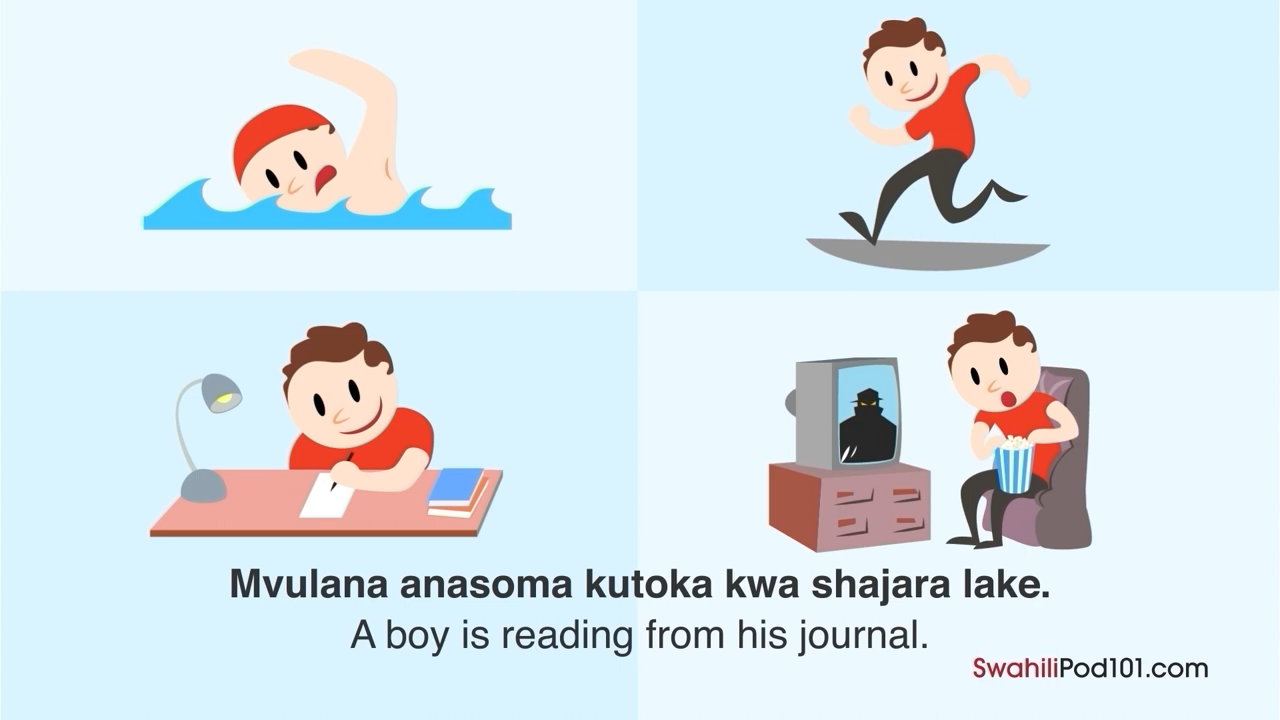 Mvulana anasoma kutoka kwa shajara lake.
A boy is reading from his journal.
SwahiliPod101.com